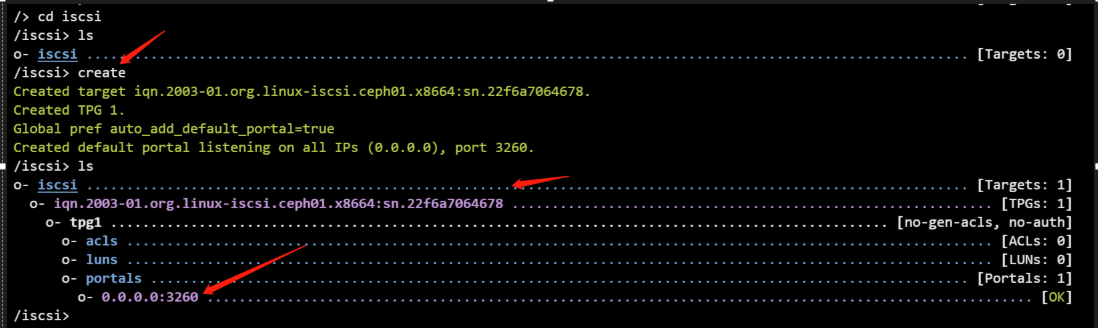 /> cd iscsi
/iscsi> ls
o- iscsi ............................................................................................................ [Targets: 0]
/iscsi> create
Created target iqn.2003-01.org.linux-iscsi.ceph01.x8664:sn.22f6a7064678.
Created TPG 1.
Global pref auto_add_default_portal=true
Created default portal listening on all IPs (0.0.0.0), port 3260.
/iscsi> ls
o- iscsi ............................................................................................................ [Targets: 1]
o- iqn.2003-01.org.linux-iscsi.ceph01.x8664:sn.22f6a7064678 ............................................................ [TPGs: 1]
o- tpg1 .................................................................................................. [no-gen-acls, no-auth]
o- acls ............................................................................................................ [ACLs: 0]
o- luns ............................................................................................................ [LUNs: 0]
o- portals ...................................................................................................... [Portals: 1]
o- 0.0.0.0:3260 ....................................................................................................... [OK]
/iscsi>